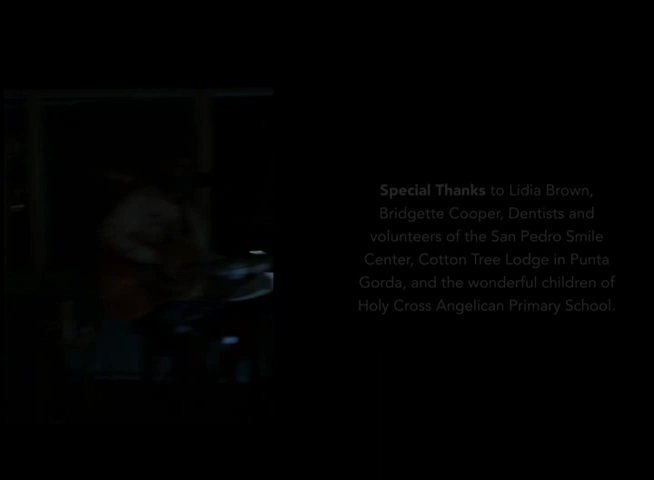 Special Thanks to Lidia Brown,
Bridgette Cooper, Dentists and
volunteers of the San Pedro Smile
Center, Cotton Tree Lodge in Punta
Gorda, and the wonderful children of
Holy Cross Angelican Primary School.